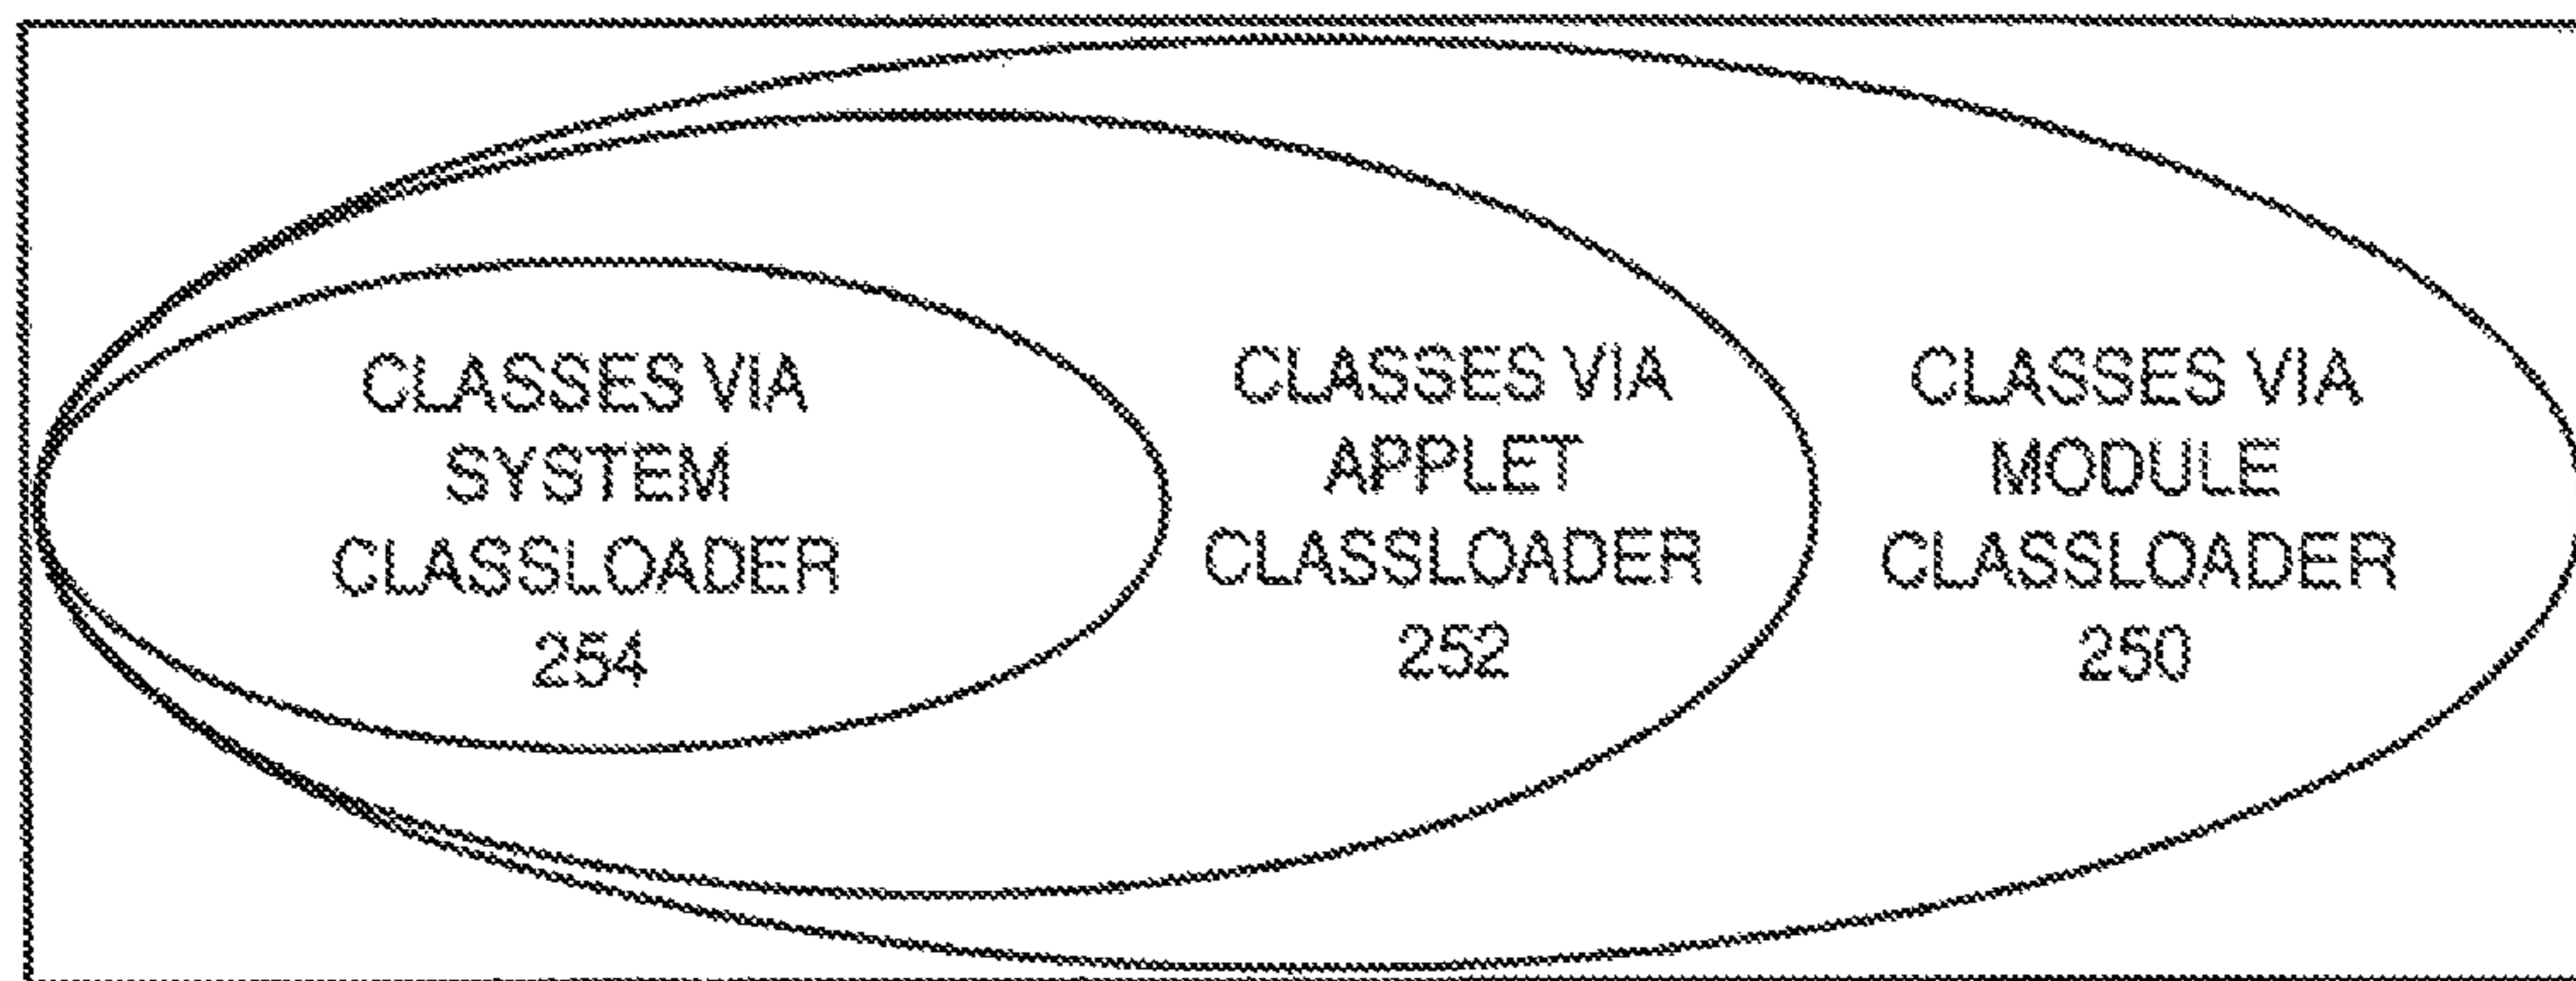 CLASSES VIA
SYSTEM
CLASSLOADER
254
CLASSES VIA
APPLET
CLASSLOADER
252
CLASSES VIA
MODULE
CLASSLOADER
250